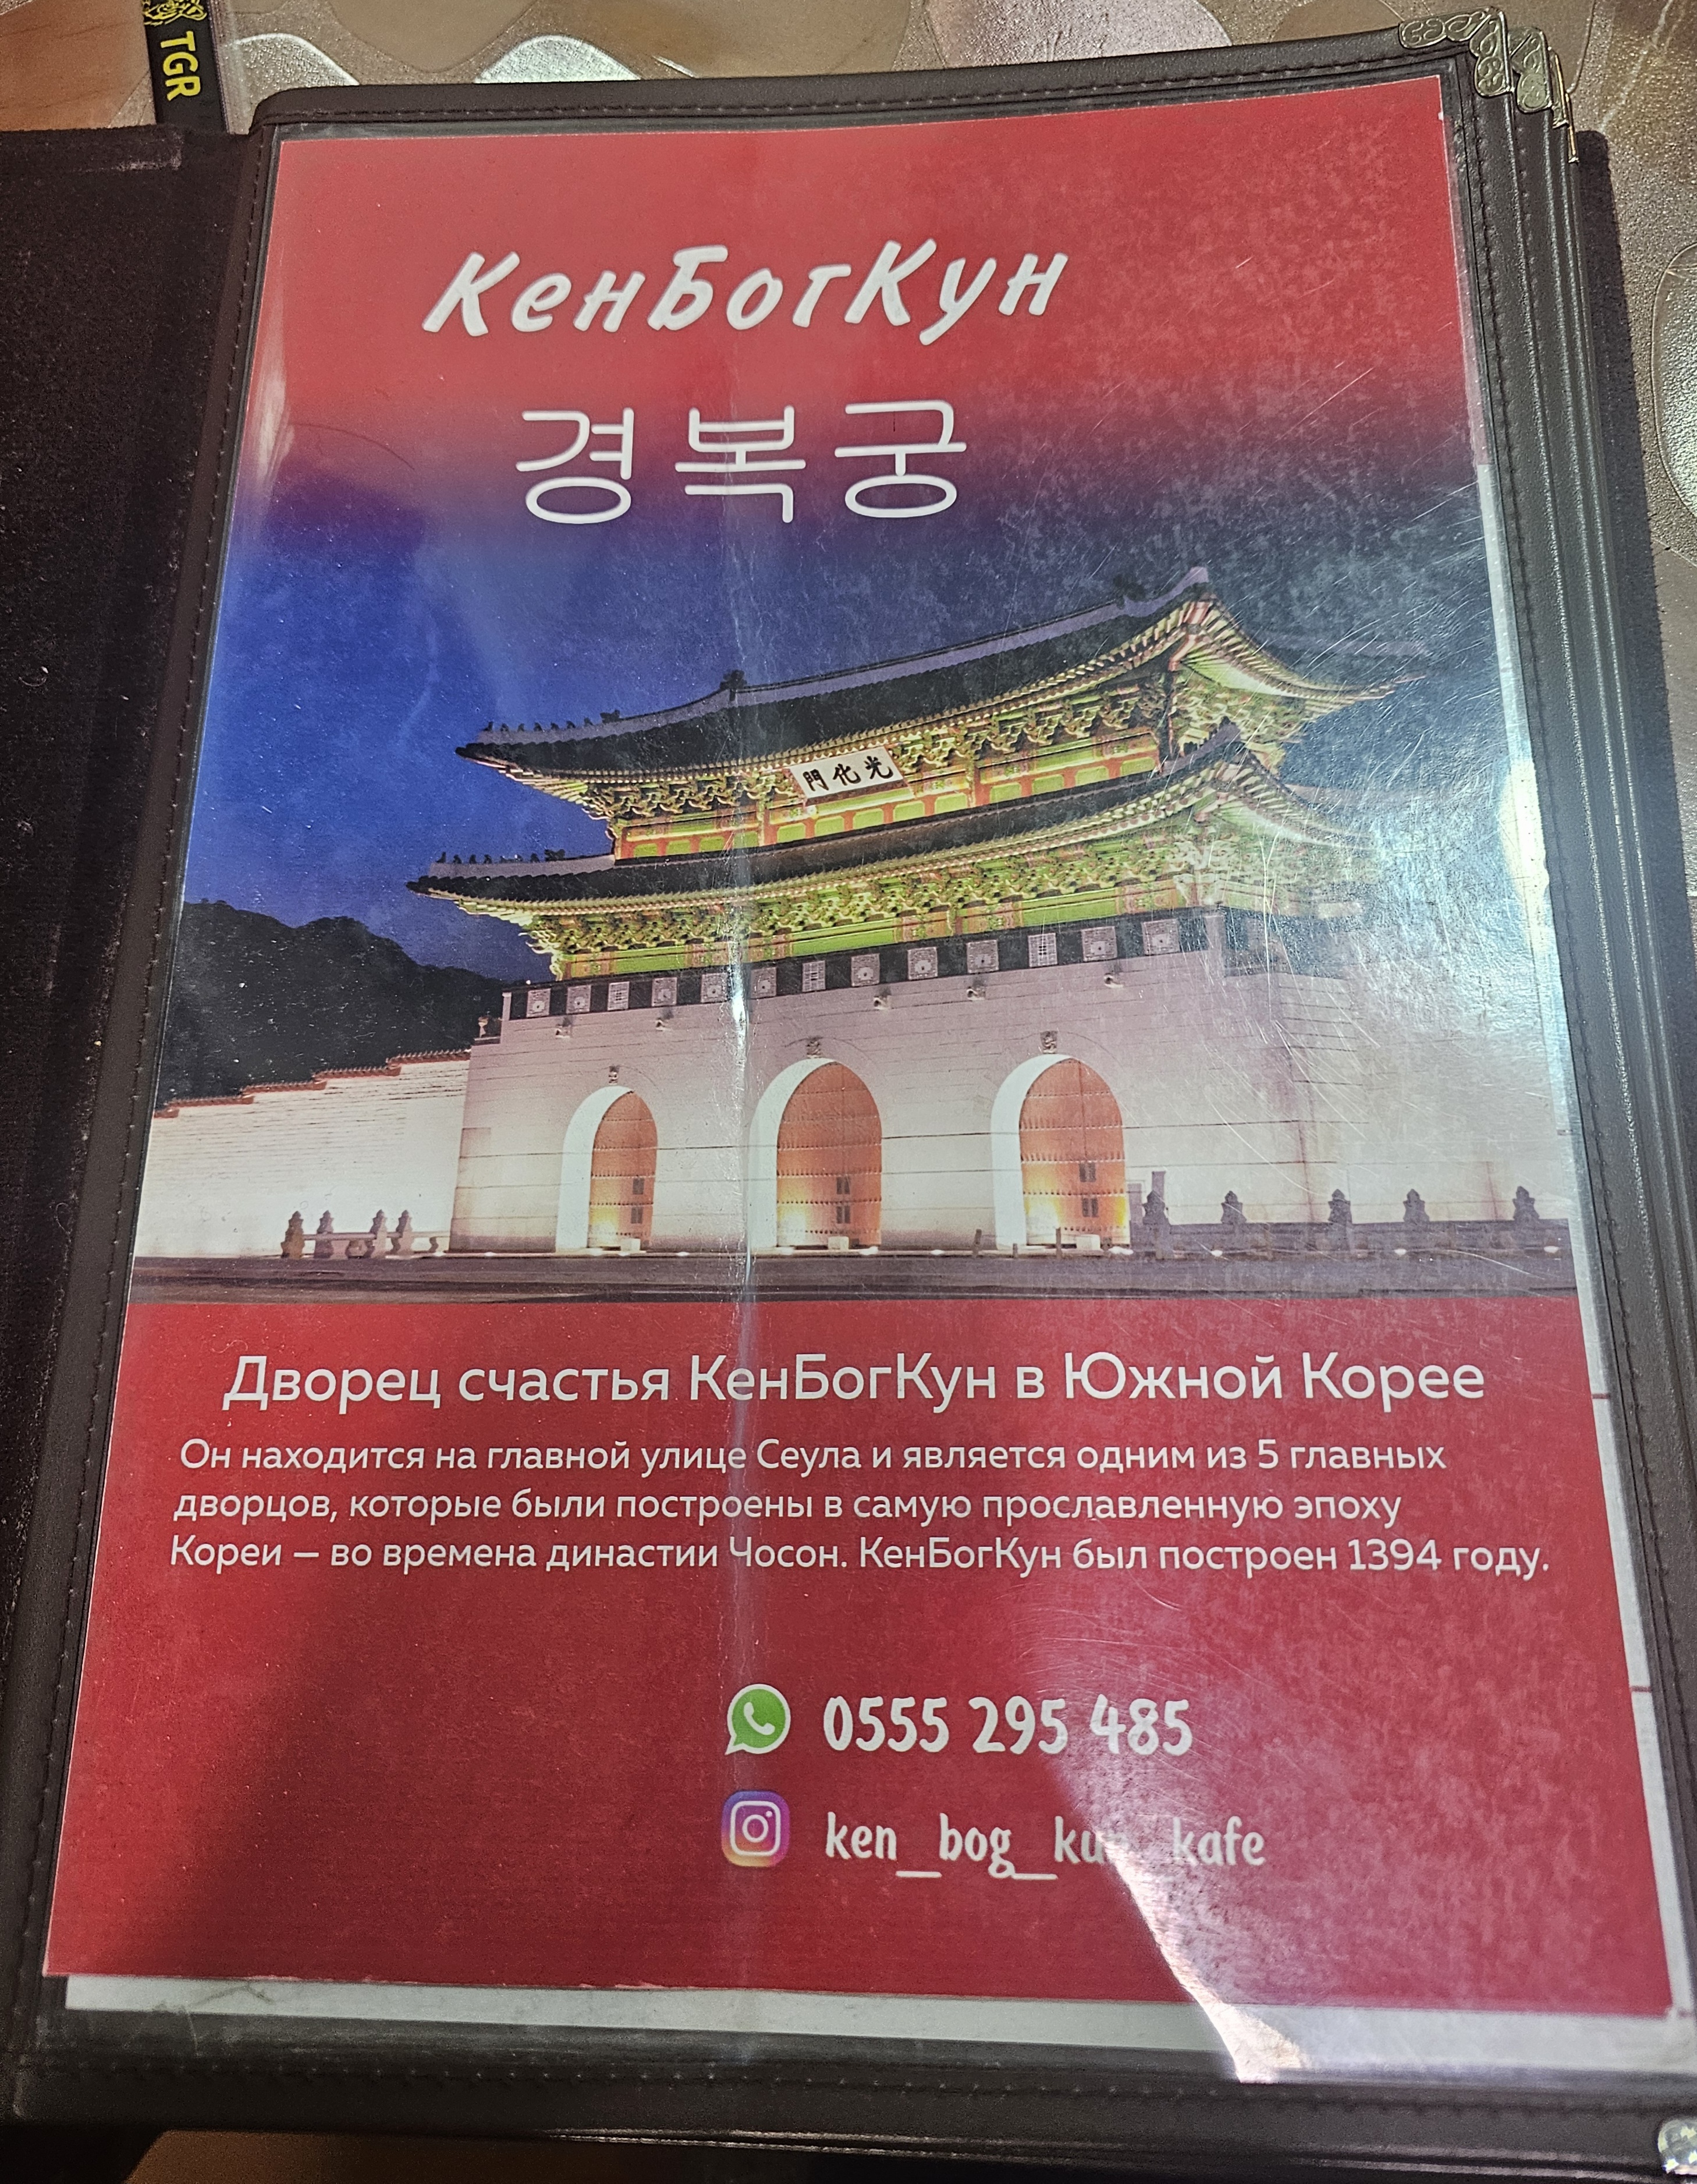 TGR
КенБогКун
경복궁
門化光
Дворец счастья КенБогКун в Южной Корее
Он находится на главной улице Сеула и является одним из 5 главных
дворцов, которые были построены в самую прославленную эпоху
Кореи — во времена династии Чосон. КенБогКун был построен 1394 году.
0555 295 485
ken_bog_kun_kafe